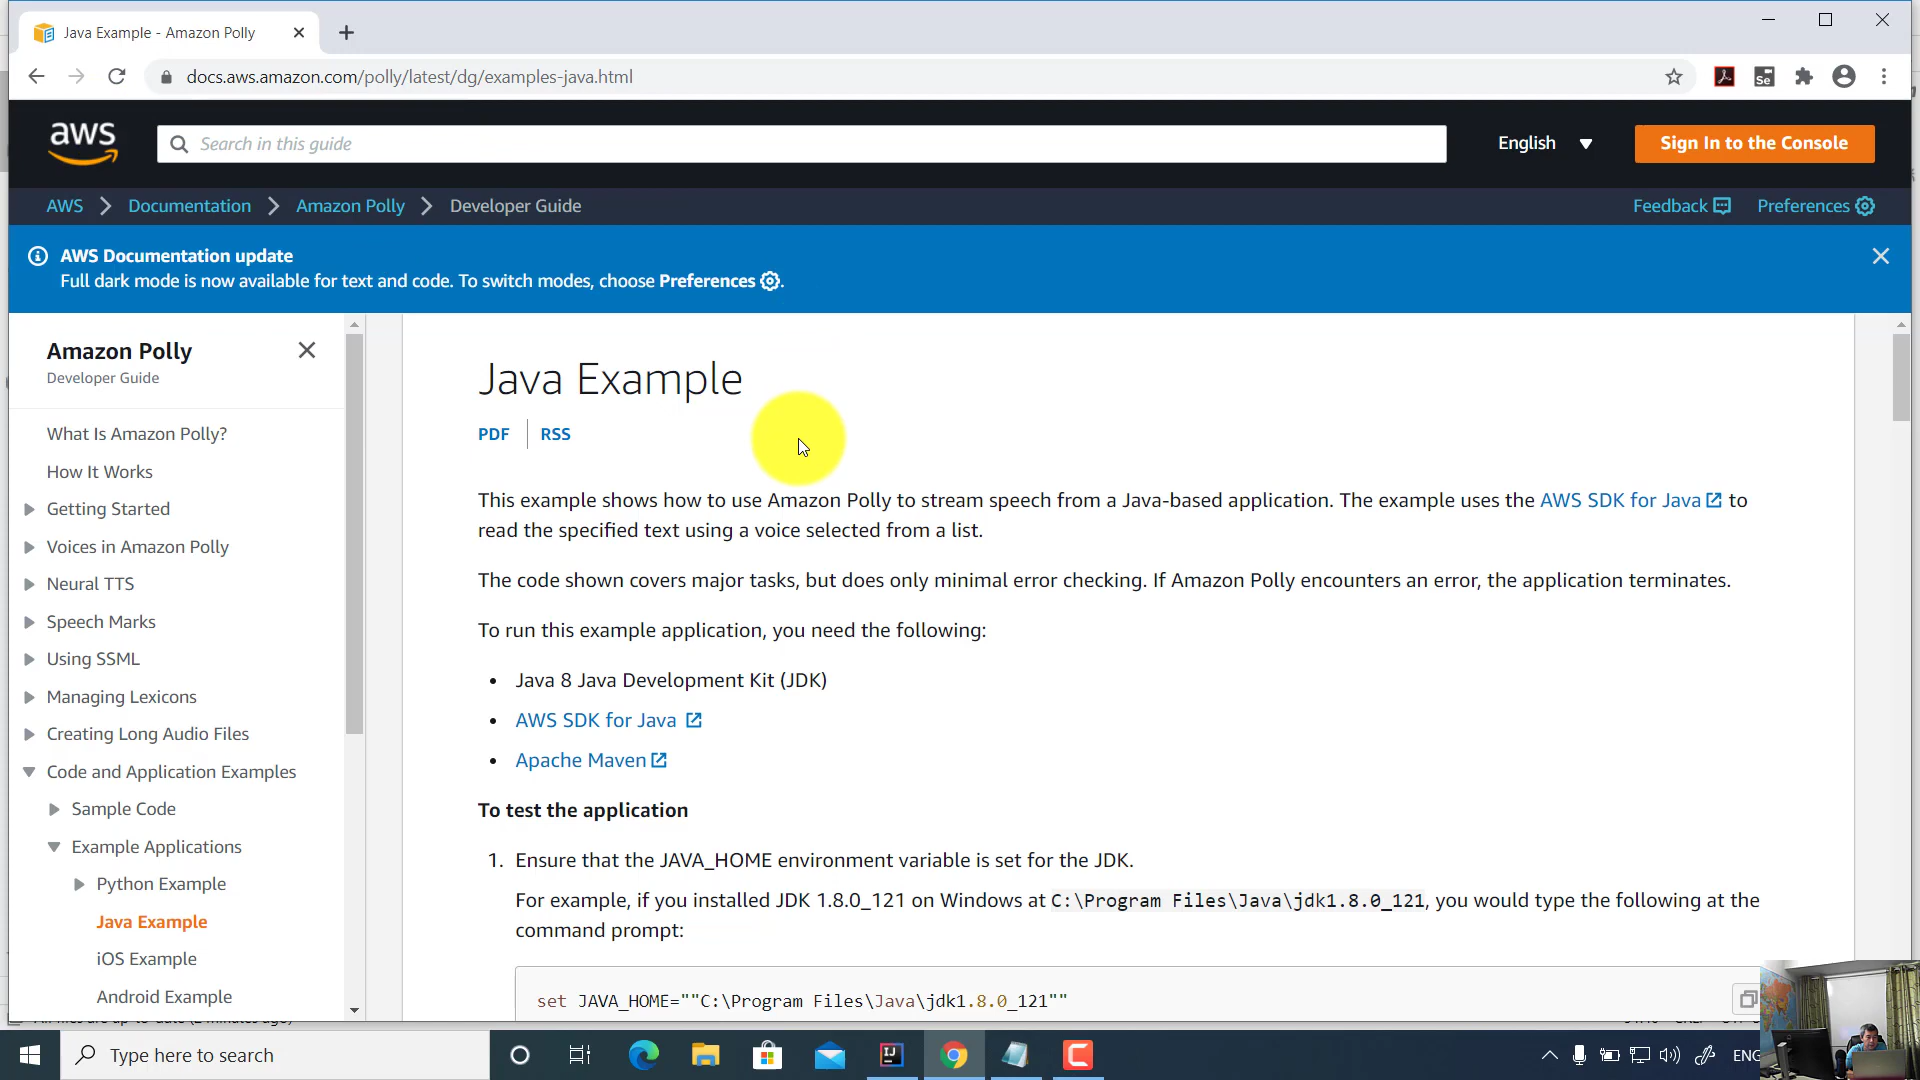 Java Example - Amazon Polly
docs.aws.amazon.com/polly/latest/dg/examples-java.html
Se
aws
Search in this guide
English
Sign In to the Console
AWS > Documentation > Amazon Polly > Developer Guide
Feedback
Preferences
AWS Documentation update
Full dark mode is now available for text and code. To switch modes, choose Preferences.
Amazon Polly
Developer Guide
What Is Amazon Polly?
How It Works
Getting Started
Voices in Amazon Polly
Neural TTS
Speech Marks
Using SSML
Managing Lexicons
Creating Long Audio Files
Code and Application Examples
Sample Code
Example Applications
Python Example
Java Example
iOS Example
Android Example
Java Example
PDF | RSS
This example shows how to use Amazon Polly to stream speech from a Java-based application. The example uses the AWS SDK for Java to
read the specified text using a voice selected from a list.
The code shown covers major tasks, but does only minimal error checking. If Amazon Polly encounters an error, the application terminates.
To run this example application, you need the following:
• Java 8 Java Development Kit (JDK)
• AWS SDK for Java
• Apache Maven
To test the application
1. Ensure that the JAVA_HOME environment variable is set for the JDK.
For example, if you installed JDK 1.8.0_121 on Windows at C:\Program Files\Java\jdk1.8.0_121, you would type the following at the
command prompt:
set JAVA_HOME=""C:\Program Files\Java\jdk1.8.0_121""
Type here to search
IJ
ENG